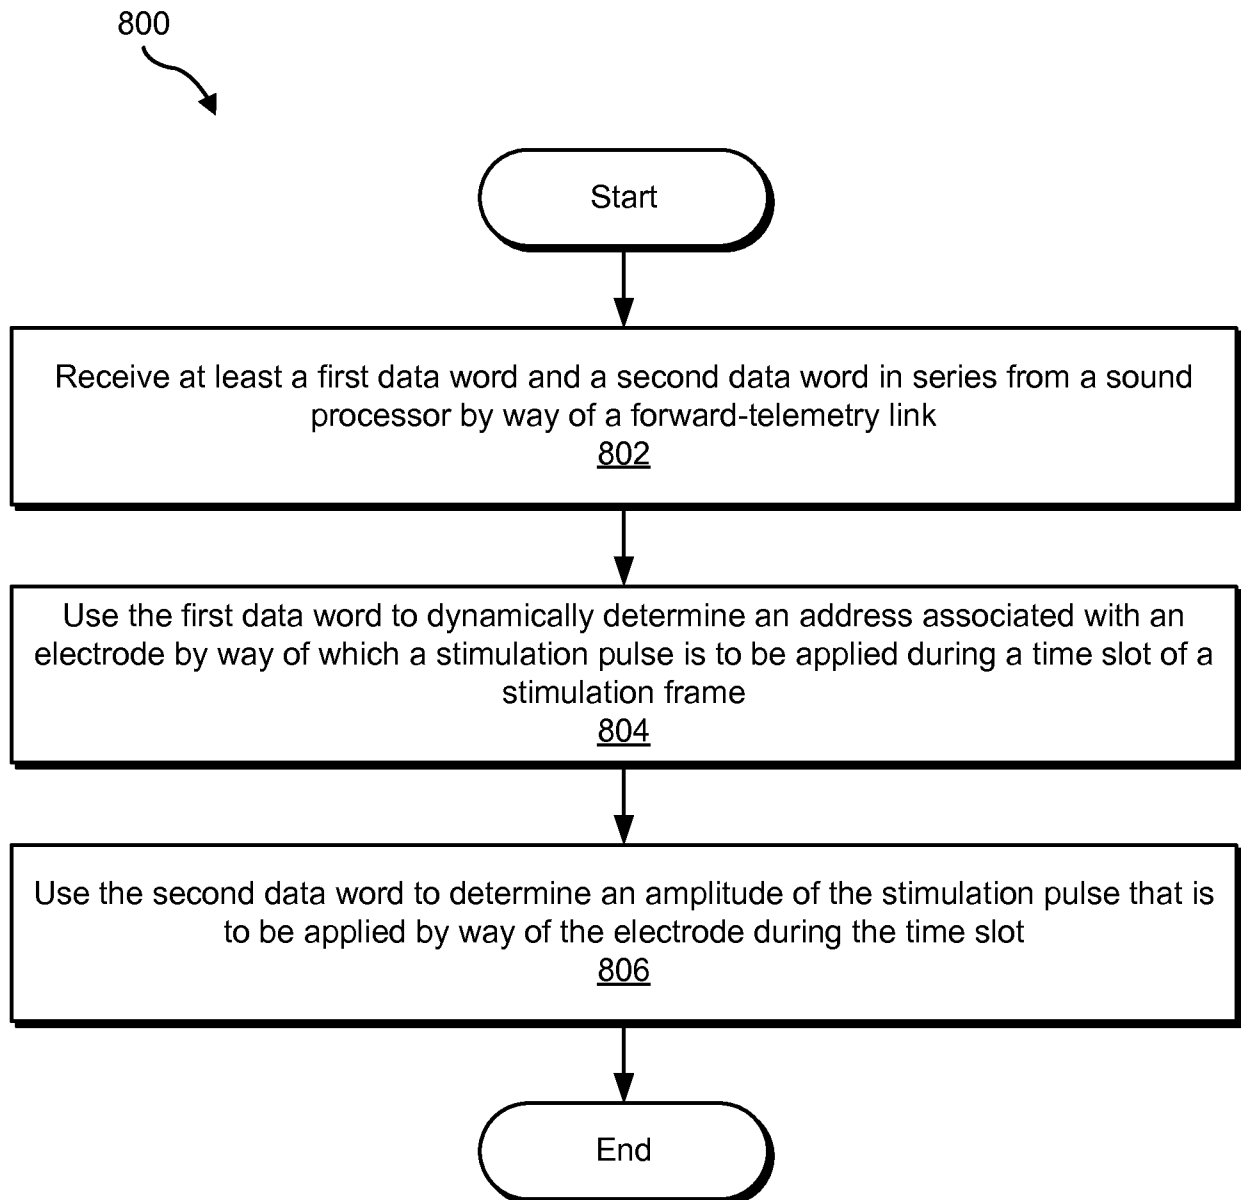 800
Start
Receive at least a first data word and a second data word in series from a sound
processor by way of a forward-telemetry link
802
Use the first data word to dynamically determine an address associated with an
electrode by way of which a stimulation pulse is to be applied during a time slot of a
stimulation frame
804
Use the second data word to determine an amplitude of the stimulation pulse that is
to be applied by way of the electrode during the time slot
806
End